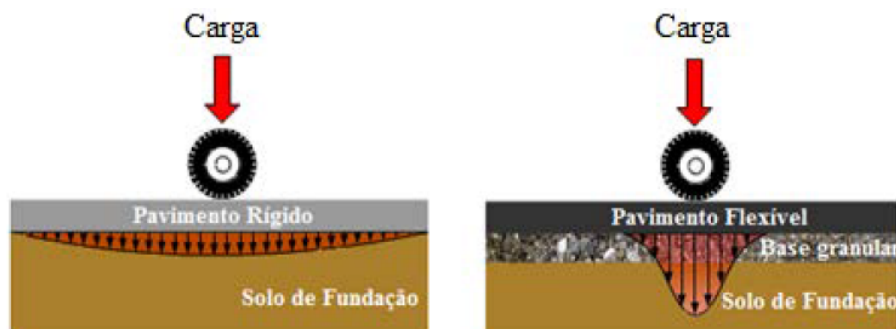 Carga
Pavimento Rígido
Solo de Fundação
Carga
Pavimento Flexível
Base granular
Solo de Fundação